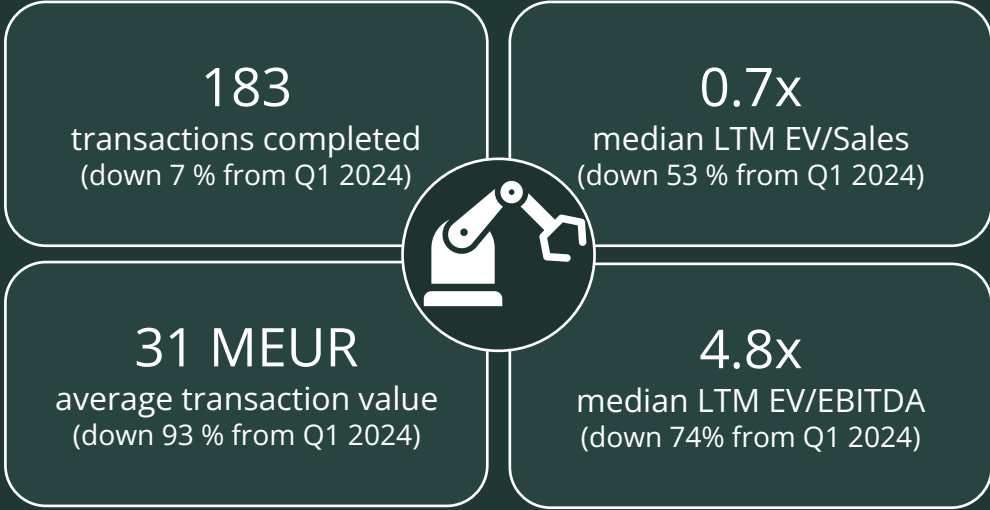 183
transactions completed
(down 7 % from Q1 2024)
0.7x
median LTM EV/Sales
(down 53 % from Q1 2024)
31 MEUR
average transaction value
(down 93 % from Q1 2024)
4.8x
median LTM EV/EBITDA
(down 74% from Q1 2024)